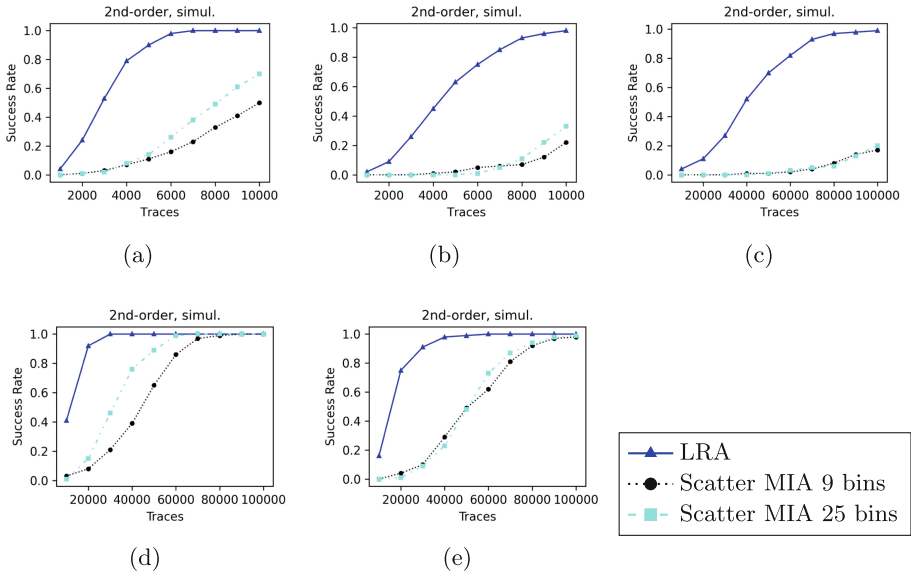 2nd-order, simul.
1.0
0.8
0.6
0.4
0.2
0.0
Success Rate
2000 4000 6000 8000 10000
Traces
(a)
2nd-order, simul.
1.0
0.8
0.6
0.4
0.2
0.0
Success Rate
2000 4000 6000 8000 10000
Traces
(b)
2nd-order, simul.
1.0
0.8
0.6
0.4
0.2
0.0
Success Rate
20000 40000 60000 80000 100000
Traces
(c)
2nd-order, simul.
1.0
0.8
0.6
0.4
0.2
0.0
Success Rate
20000 40000 60000 80000 100000
Traces
(d)
2nd-order, simul.
1.0
0.8
0.6
0.4
0.2
0.0
Success Rate
20000 40000 60000 80000 100000
Traces
(e)
LRA
Scatter MIA 9 bins
Scatter MIA 25 bins